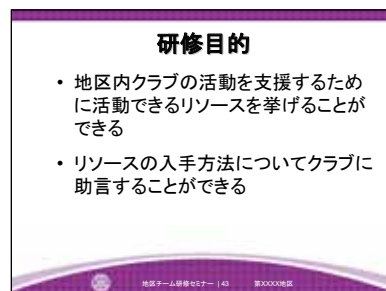 研修目的
• 地区内クラブの活動を支援するため
に活動できるリソースを挙げることが
できる
• リソースの入手方法についてクラブに
助言することができる
地区チーム研修セミナー | 43 第XXXX地区